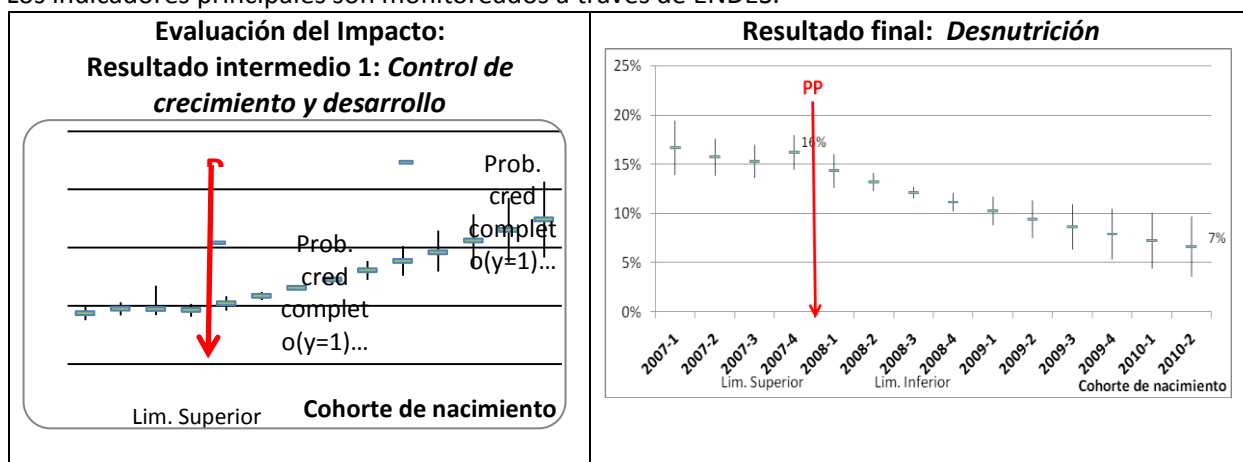 Los indicadores principales son monitoreados a través de ENDES.
Evaluación del Impacto:
Resultado intermedio 1: Control de
crecimiento y desarrollo
Prob.
cred
complet
o(y=1)...
Prob.
cred
complet
o(y=1)...
Lim. Superior
Cohorte de nacimiento
Resultado final: Desnutrición
25%
20%
15%
10%
5%
0%
PP
16%
7%
2007-1
2007-2
2007-3
2007-4
2008-1
2008-2
2008-3
2008-4
2009-1
2009-2
2009-3
2009-4
2010-1
2010-2
Lim. Superior
Lim. Inferior
Cohorte de nacimiento